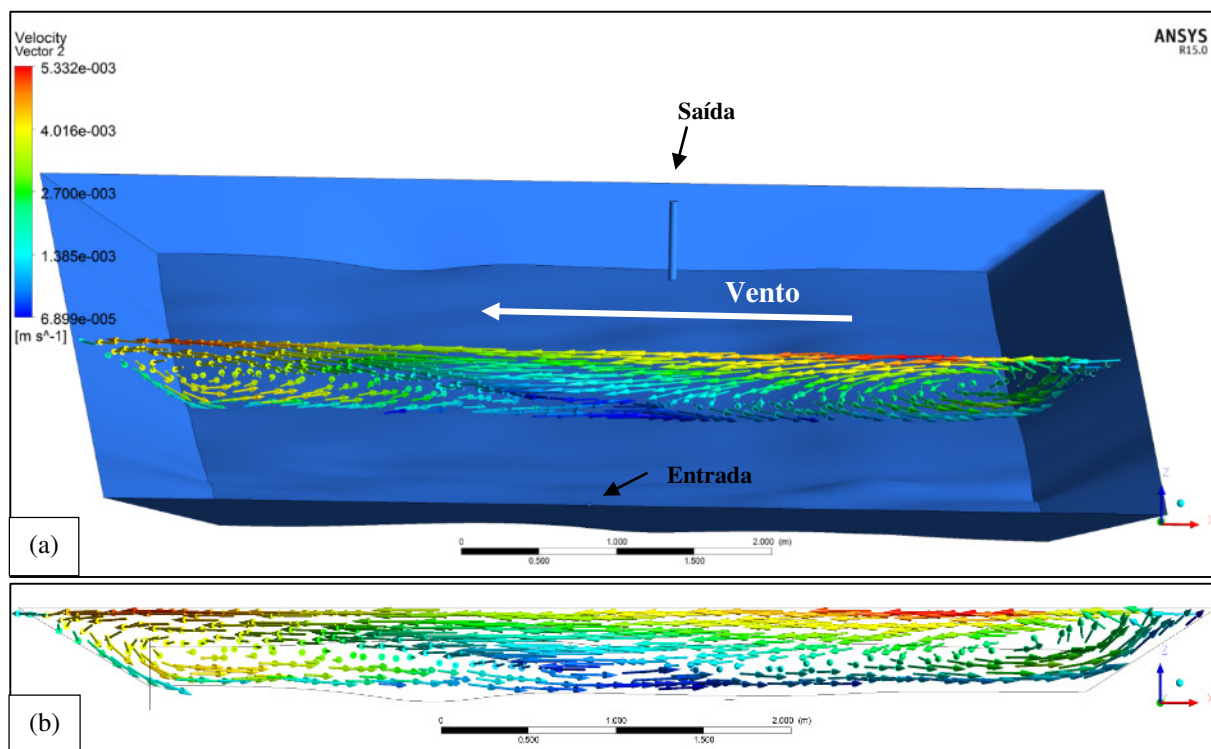 Velocity
Vector 2
ANSYS
R15.0
5.332e-003
4.016e-003
2.700e-003
1.385e-003
6.899e-005
[m s^-1]
Saída
Vento
Entrada
Z
X
(a)
0 1.000 2.000 (m)
0.500 1.500
Z
X
(b)
0 1.000 2.000 (m)
0.500 1.500